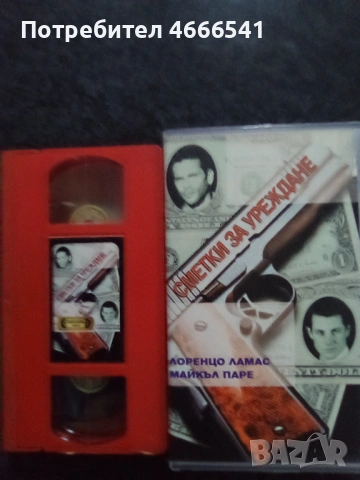 Потребител 4666541
СМЕТКИ ЗА УРЕЖДАНЕ
ЛОРЕНЦО ЛАМАС
МАЙКЪЛ ПАРЕ
BAZAR